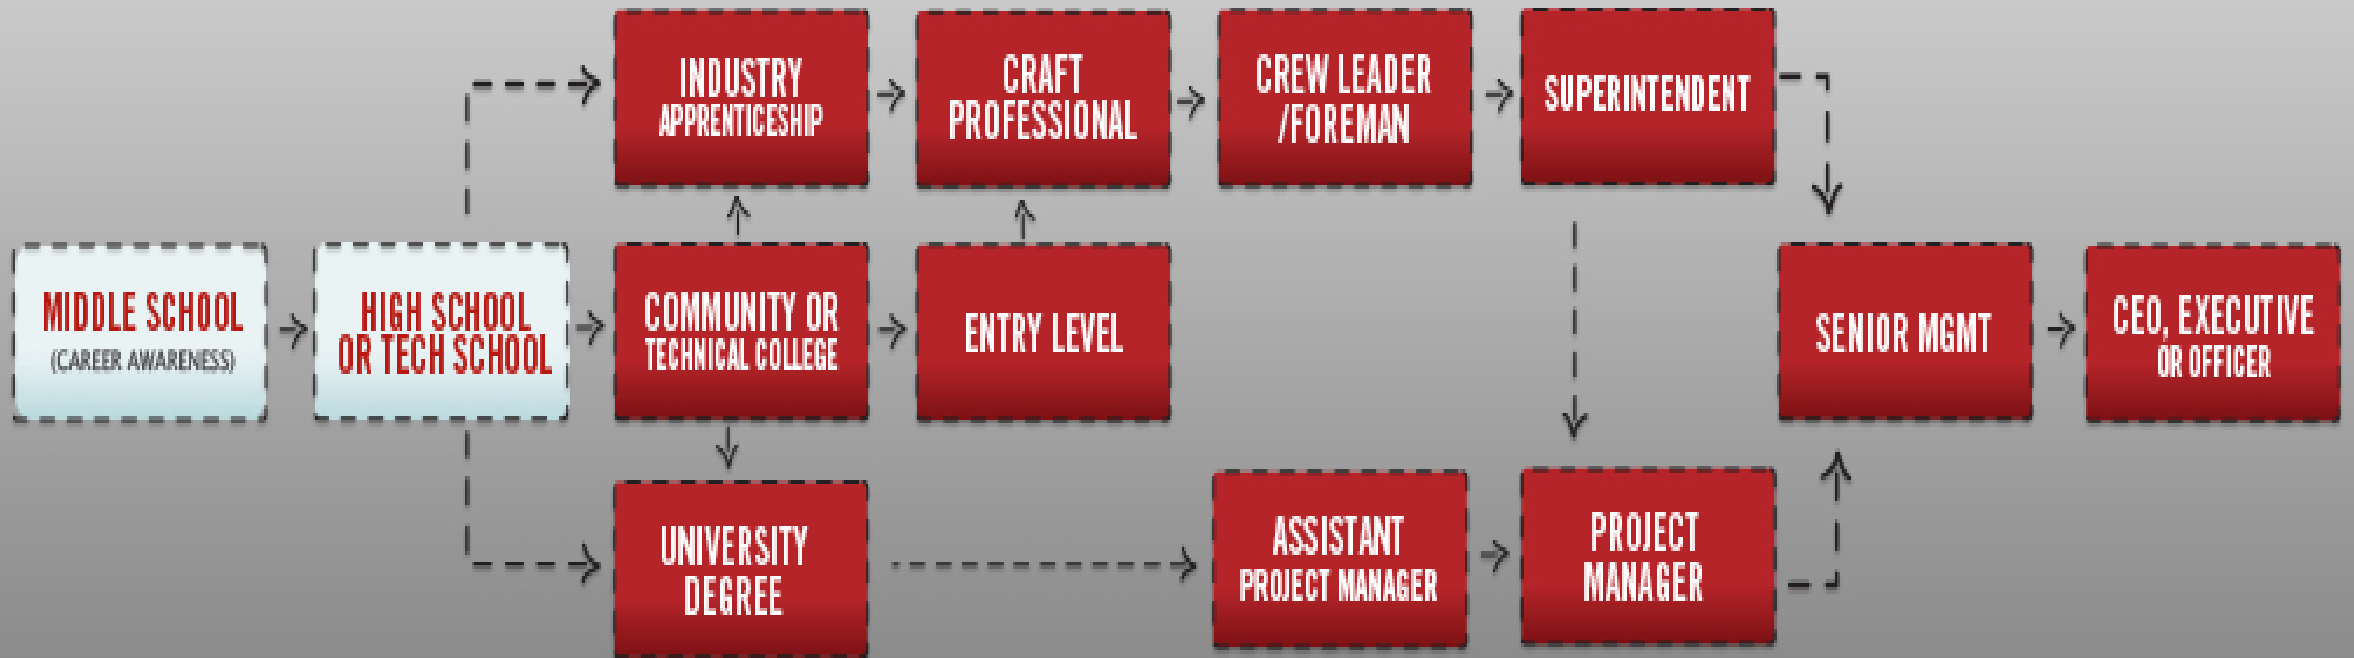 INDUSTRY
APPRENTICESHIP
CRAFT
PROFESSIONAL
CREW LEADER
/FOREMAN
SUPERINTENDENT
MIDDLE SCHOOL
(CAREER AWARENESS)
HIGH SCHOOL
OR TECH SCHOOL
COMMUNITY OR
TECHNICAL COLLEGE
ENTRY LEVEL
SENIOR MGMT
CEO, EXECUTIVE
OR OFFICER
UNIVERSITY
DEGREE
ASSISTANT
PROJECT MANAGER
PROJECT
MANAGER